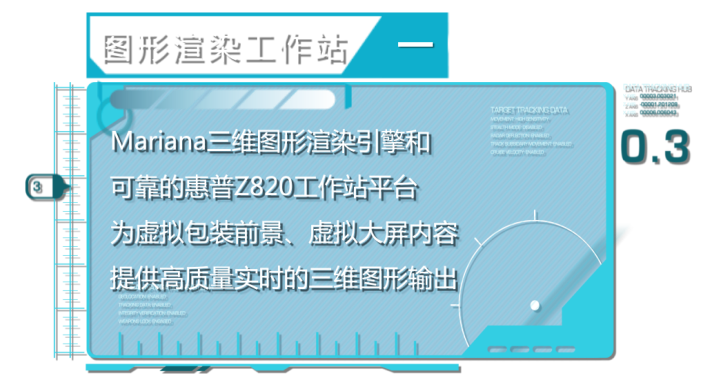 图形渲染工作站
DATA TRACKING HUB
TARGET TRACKING DATA
Mariana三维图形渲染引擎和
0.3
3
可靠的惠普Z820工作站平台
为虚拟包装前景、虚拟大屏内容
提供高质量实时的三维图形输出